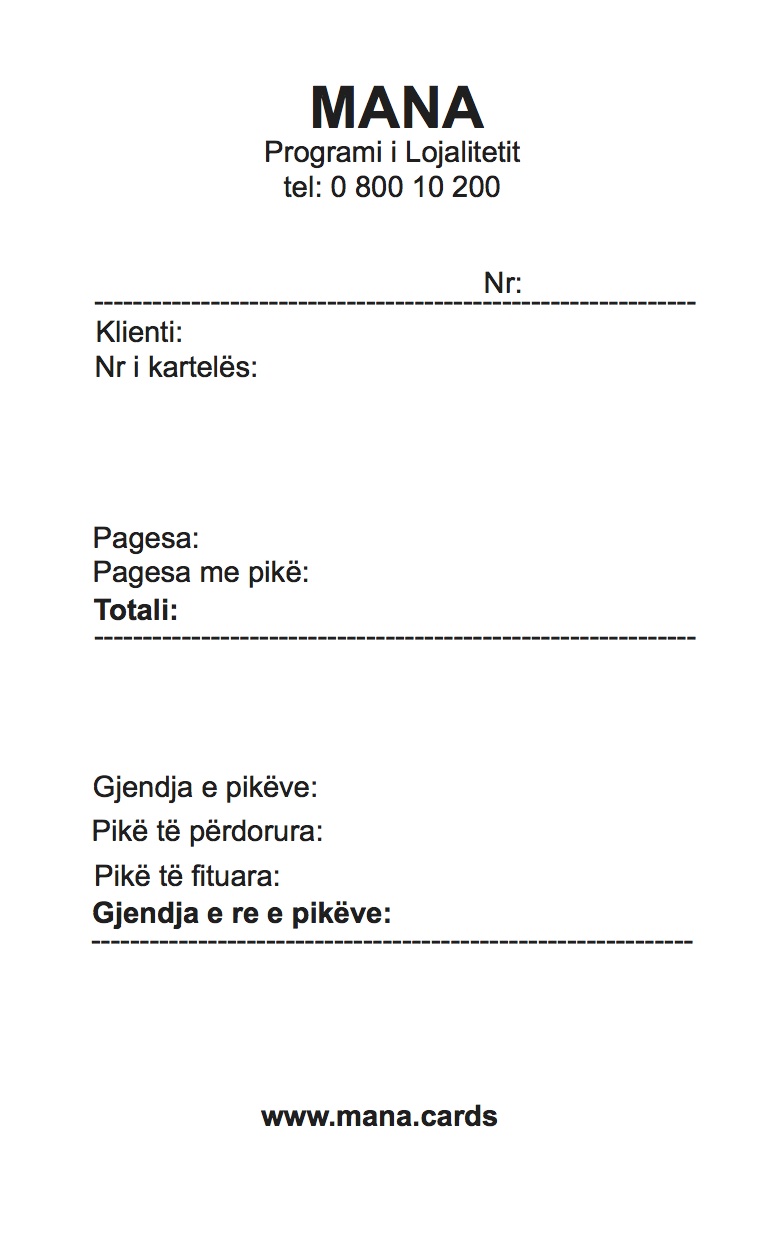 MANA
Programi i Lojalitetit
tel: 0 800 10 200
Nr:
--------------------------------------------------------------
Klienti:
Nr i kartelës:
Pagesa:
Pagesa me pikë:
Totali:
--------------------------------------------------------------
Gjendja e pikëve:
Pikë të përdorura:
Pikë të fituara:
Gjendja e re e pikëve:
--------------------------------------------------------------
www.mana.cards